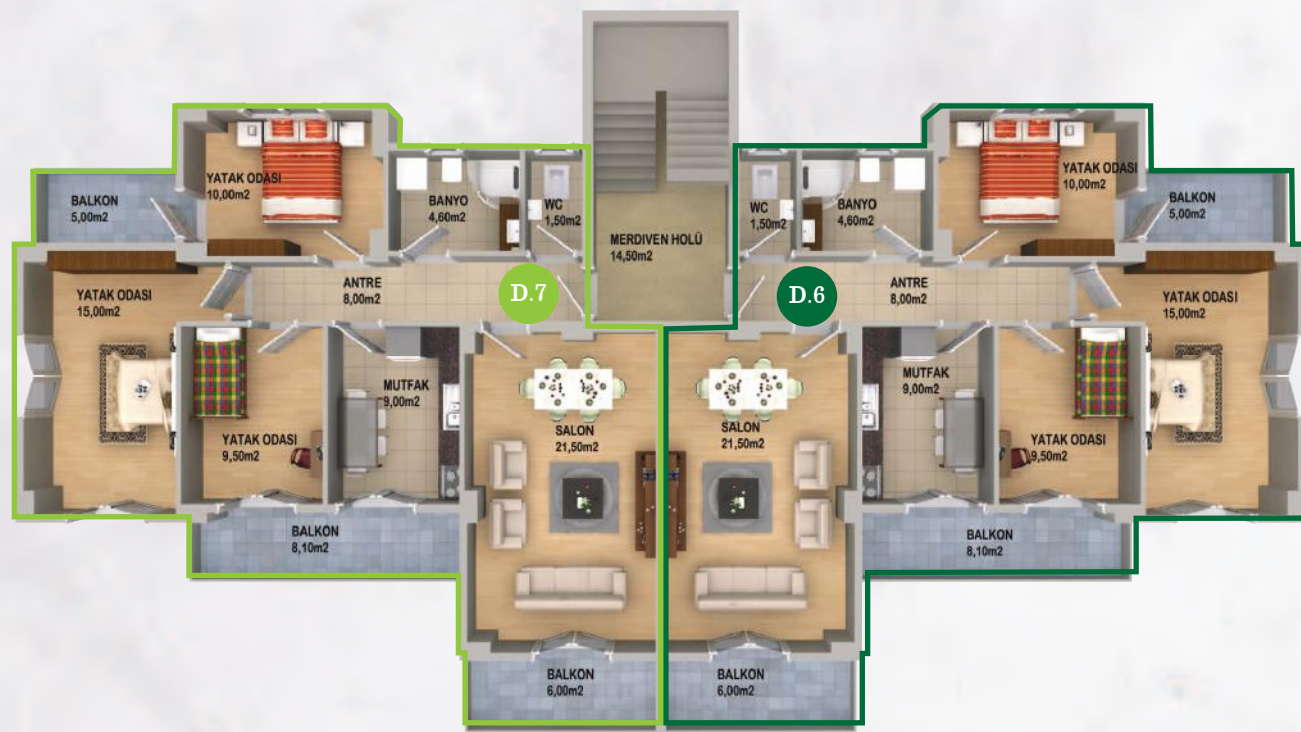 YATAK ODASI
10,00m2
BALKON
5,00m2
BANYO
4,60m2
WC
1,50m2
MERDİVEN HOLÜ
14,50m2
WC
1,50m2
BANYO
4,60m2
YATAK ODASI
10,00m2
BALKON
5,00m2
YATAK ODASI
15,00m2
ANTRE
8,00m2
D.7
D.6
ANTRE
8,00m2
YATAK ODASI
15,00m2
YATAK ODASI
9,50m2
MUTFAK
9,00m2
SALON
21,50m2
SALON
21,50m2
MUTFAK
9,00m2
YATAK ODASI
9,50m2
BALKON
8,10m2
BALKON
8,10m2
BALKON
6,00m2
BALKON
6,00m2